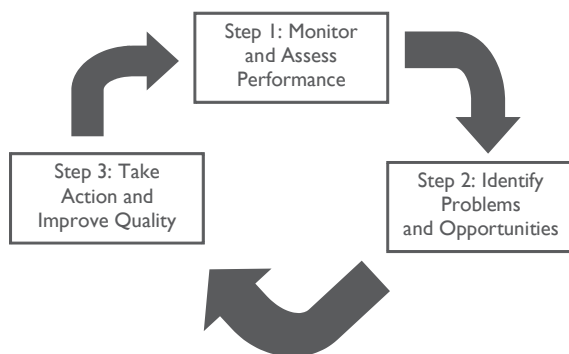 Step 1: Monitor
and Assess
Performance
Step 2: Identify
Problems
and Opportunities
Step 3: Take
Action and
Improve Quality